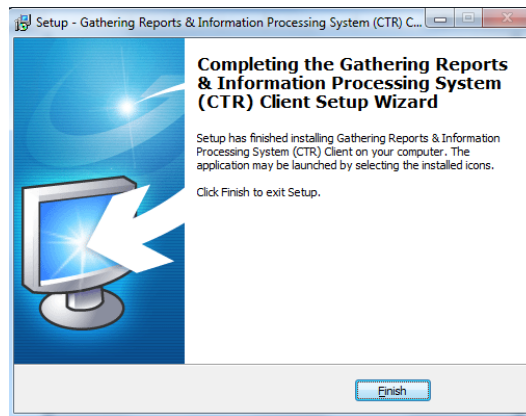 Setup - Gathering Reports & Information Processing System (CTR) C...
Completing the Gathering Reports
& Information Processing System
(CTR) Client Setup Wizard
Setup has finished installing Gathering Reports & Information
Processing System (CTR) Client on your computer. The
application may be launched by selecting the installed icons.
Click Finish to exit Setup.
Finish